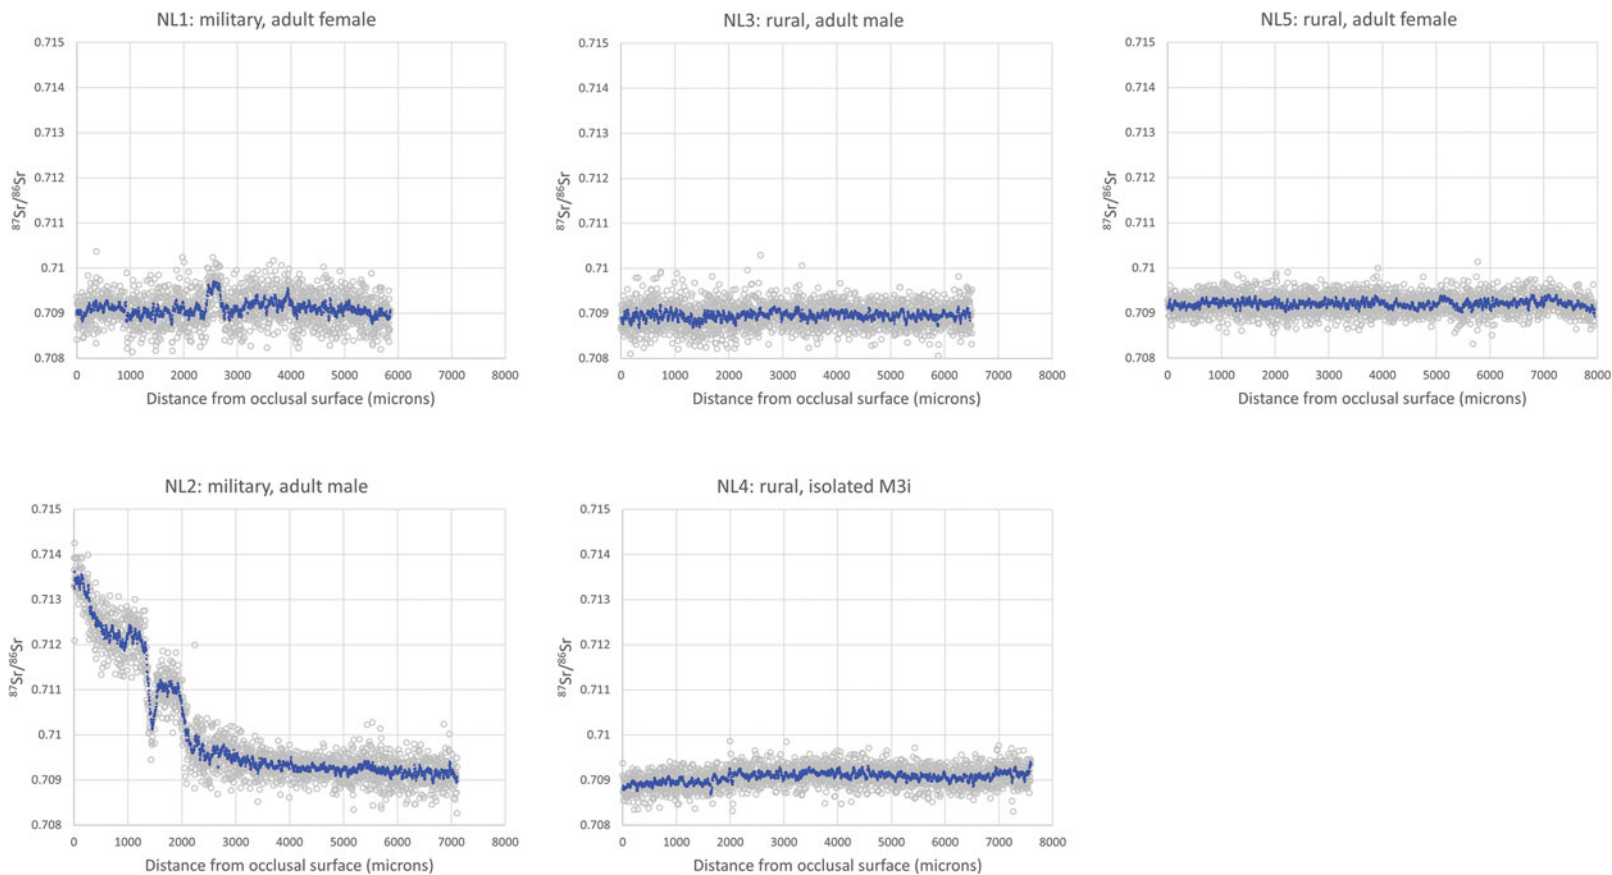 NL1: military, adult female
0.715
0.714
0.713
0.712
0.711
0.71
0.709
0.708
⁸⁷Sr/⁸⁶Sr
0 1000 2000 3000 4000 5000 6000 7000 8000
Distance from occlusal surface (microns)
NL3: rural, adult male
0.715
0.714
0.713
0.712
0.711
0.71
0.709
0.708
⁸⁷Sr/⁸⁶Sr
0 1000 2000 3000 4000 5000 6000 7000 8000
Distance from occlusal surface (microns)
NL5: rural, adult female
0.715
0.714
0.713
0.712
0.711
0.71
0.709
0.708
⁸⁷Sr/⁸⁶Sr
0 1000 2000 3000 4000 5000 6000 7000 8000
Distance from occlusal surface (microns)
NL2: military, adult male
0.715
0.714
0.713
0.712
0.711
0.71
0.709
0.708
⁸⁷Sr/⁸⁶Sr
0 1000 2000 3000 4000 5000 6000 7000 8000
Distance from occlusal surface (microns)
NL4: rural, isolated M3i
0.715
0.714
0.713
0.712
0.711
0.71
0.709
0.708
⁸⁷Sr/⁸⁶Sr
0 1000 2000 3000 4000 5000 6000 7000 8000
Distance from occlusal surface (microns)